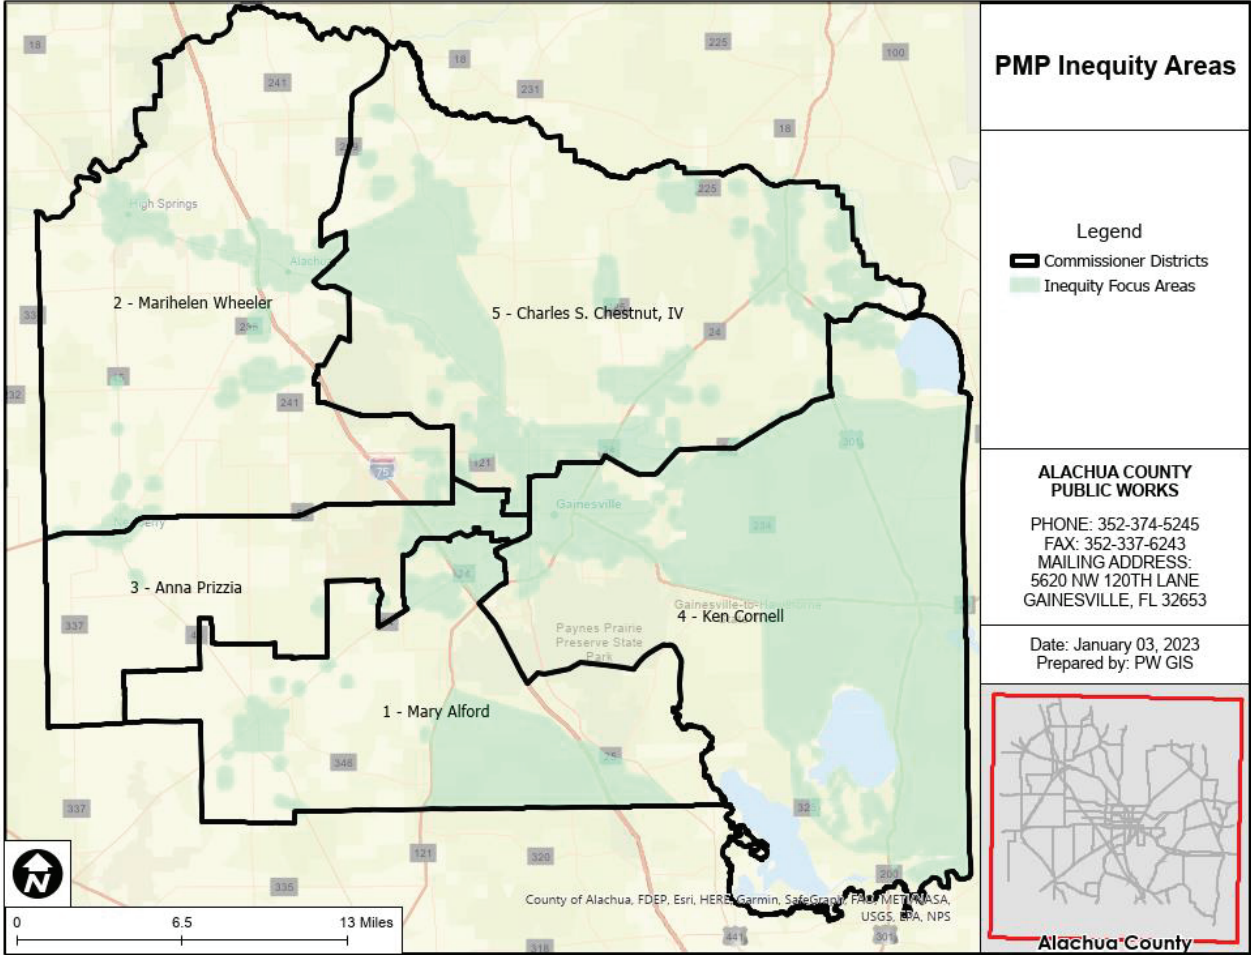 PMP Inequity Areas
Legend
Commissioner Districts
Inequity Focus Areas
ALACHUA COUNTY
PUBLIC WORKS
PHONE: 352-374-5245
FAX: 352-337-6243
MAILING ADDRESS:
5620 NW 120TH LANE
GAINESVILLE, FL 32653
Date: January 03, 2023
Prepared by: PW GIS
Alachua County
18
241
18
225
100
231
18
225
High Springs
2 - Marihelen Wheeler
5 - Charles S. Chestnut, IV
24
241
301
75
121
Gainesville
3 - Anna Prizzia
337
4 - Ken Cornell
Paynes Prairie
Preserve State
Park
1 - Mary Alford
346
25
337
325
121
320
200
335
318
441
301
County of Alachua, FDEP, Esri, HERE, Garmin, SafeGraph, FAO, METI/NASA,
USGS, EPA, NPS
N
0 6.5 13 Miles